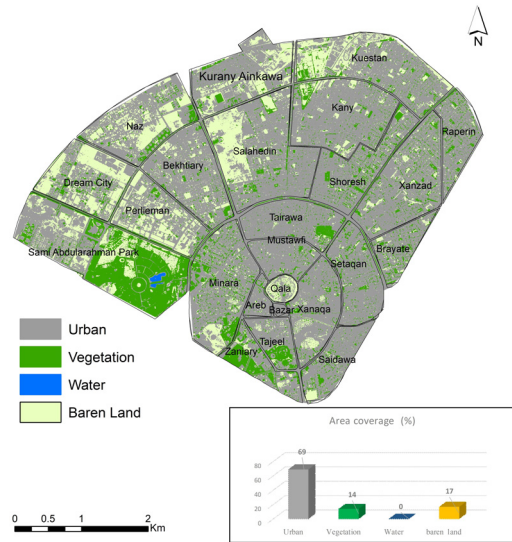 N
Kuestan
Kurany Ainkawa
Kany
Raperin
Naz
Salahedin
Bekhtiary
Shoresh
Xanzad
Dream City
Perlieman
Tairawa
Mustawfi
Sami Abdularahman Park
Setaqan
Brayate
Minara
Qala
Areb
Bazar
Xanaqa
Tajeel
Zaniary
Saidawa
Urban
Vegetation
Water
Baren Land
Area coverage (%)
69
14
0
17
80
60
40
20
0
Urban
Vegetation
Water
baren land
0 0.5 1 2
Km